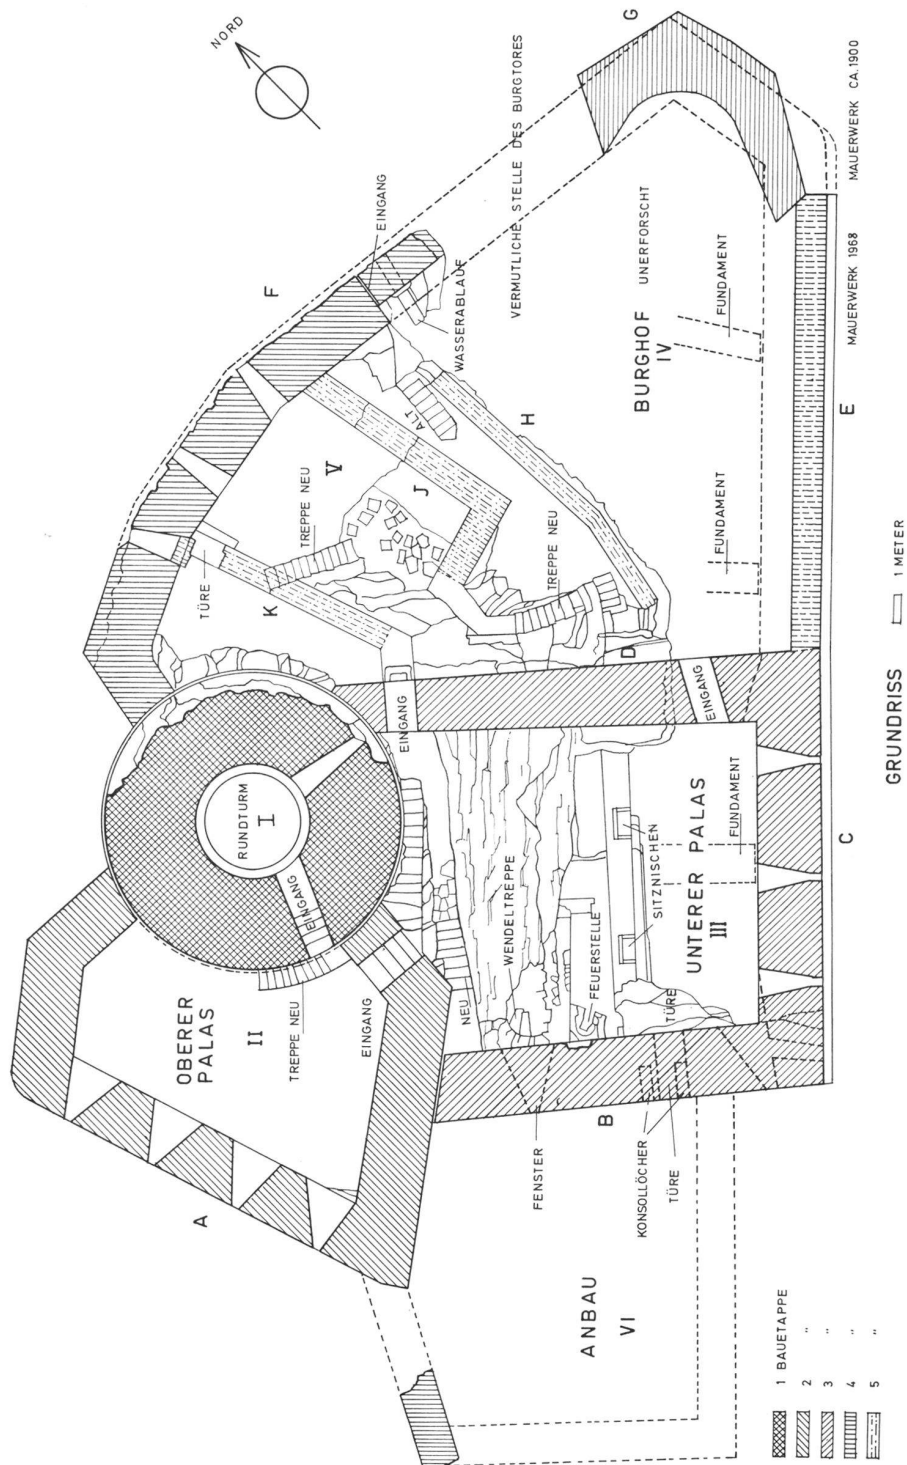 NORD
G
F
EINGANG
WASSERABLAUF
VERMUTLICHE STELLE DES BURGTORES
MAUERWERK CA. 1900
MAUERWERK 1968
BURGHOF
IV
UNERFORSCHT
FUNDAMENT
FUNDAMENT
ALT
H
E
V
J
TREPPE NEU
TREPPE NEU
TÜRE
K
D
EINGANG
EINGANG
RUNDTURM
I
EINGANG
WENDELTREPPE
FEUERSTELLE
SITZNISCHEN
UNTERER PALAS
III
FUNDAMENT
TÜRE
C
NEU
OBERER
PALAS
II
TREPPE NEU
EINGANG
A
B
FENSTER
KONSOLLÖCHER
TÜRE
ANBAU
VI
GRUNDRISS
1 METER
1 BAUETAPPE
2 "
3 "
4 "
5 "